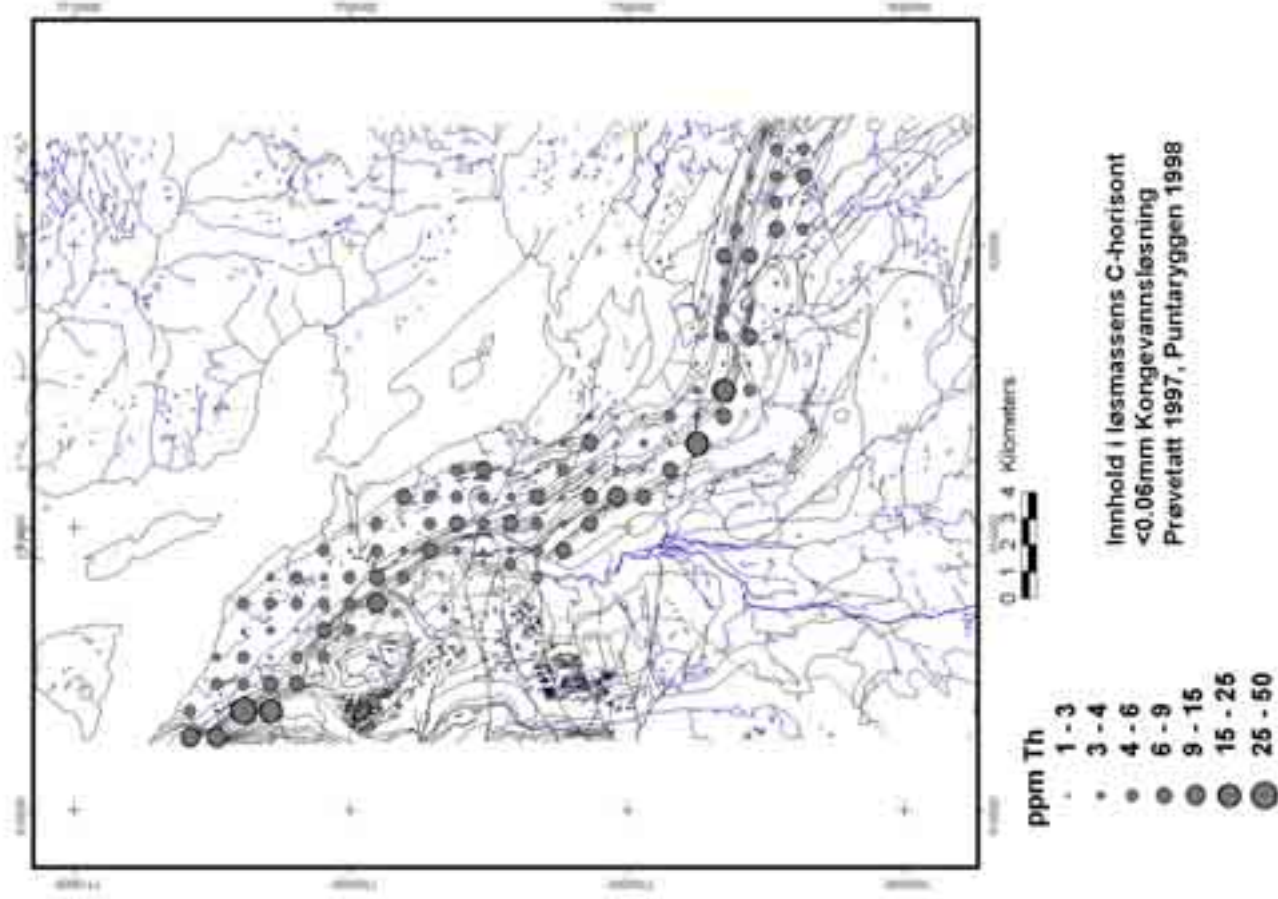 0 1 2 3 4 Kilometers
ppm Th
1 - 3
3 - 4
4 - 6
6 - 9
9 - 15
15 - 25
25 - 50
Innhold i løsmassens C-horisont
<0.06mm Kongevannsløsning
Prøvetatt 1997, Puntaryggen 1998